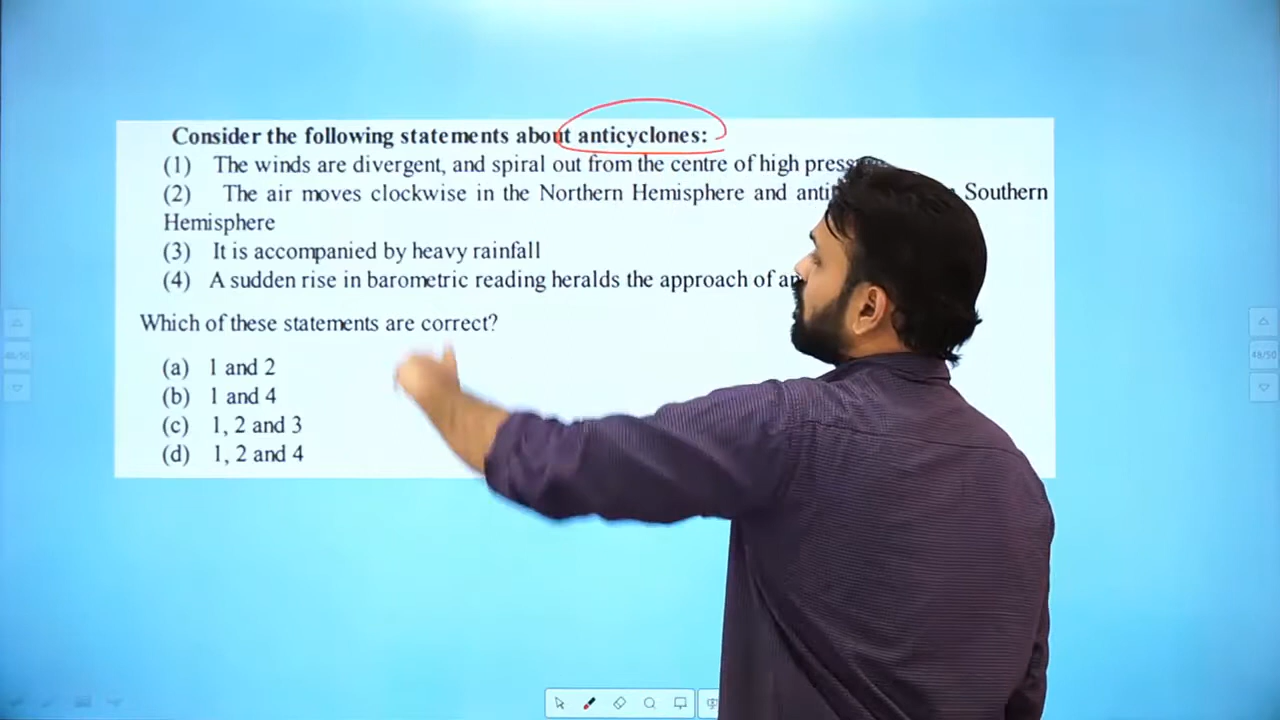 Consider the following statements about anticyclones:
(1) The winds are divergent, and spiral out from the centre of high
(2) The air moves clockwise in the Northern Hemisphere and Southern
Hemisphere
(3) It is accompanied by heavy rainfall
(4) A sudden rise in barometric reading heralds the approach of
Which of these statements are correct?
(a) 1 and 2
(b) 1 and 4
(c) 1, 2 and 3
(d) 1, 2 and 4
48/50